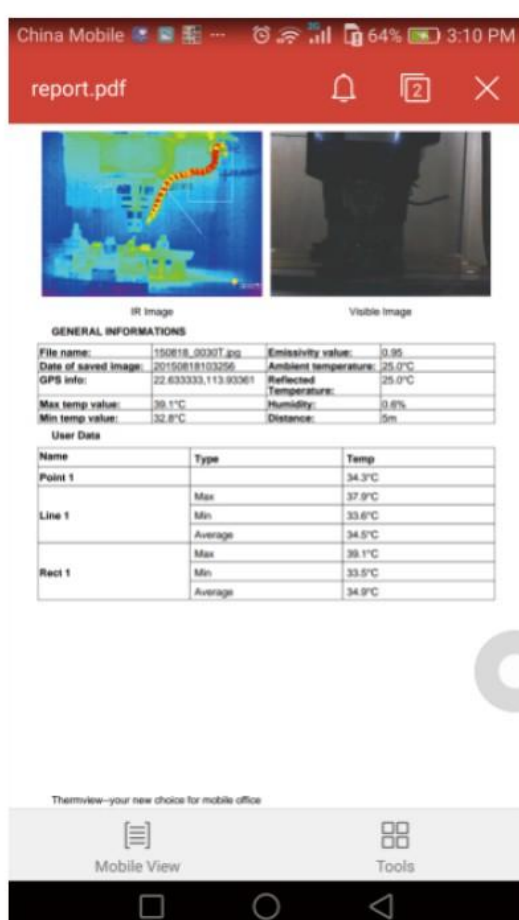 China Mobile ... 3G 64% 3:10 PM
report.pdf 2
IR Image Visible Image
GENERAL INFORMATIONS
File name: 150818_0030T.jpg Emissivity value: 0.95
Date of saved image: 20150818103256 Ambient temperature: 25.0°C
GPS info: 22.633333,113.93361 Reflected Temperature: 25.0°C
Max temp value: 39.1°C Humidity: 0.6%
Min temp value: 32.8°C Distance: 5m
User Data
Name Type Temp
Point 1 34.3°C
Line 1 Max 37.9°C
Min 33.6°C
Average 34.5°C
Rect 1 Max 39.1°C
Min 33.5°C
Average 34.9°C
Thermview--your new choice for mobile office
Mobile View Tools